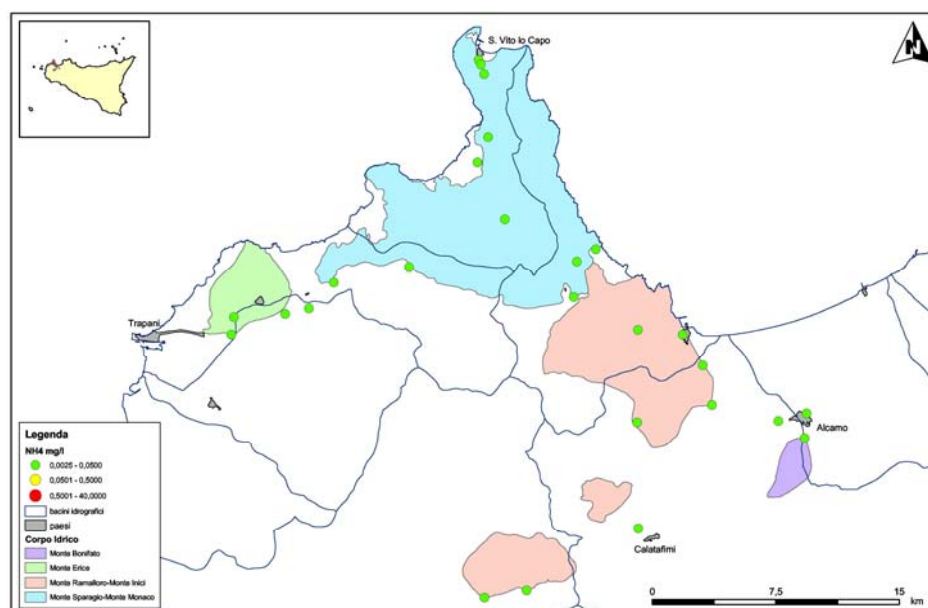 S. Vito lo Capo
N
Trapani
Alcamo
Calatafimi
Legenda
NH4 mg/l
0,0025 - 0,0500
0,0501 - 0,5000
0,5001 - 40,0000
bacini idrografici
paesi
Corpo Idrico
Monte Bonifato
Monte Erice
Monte Ramalloro-Monte Inici
Monte Sparagio-Monte Monaco
0 7,5 15
km